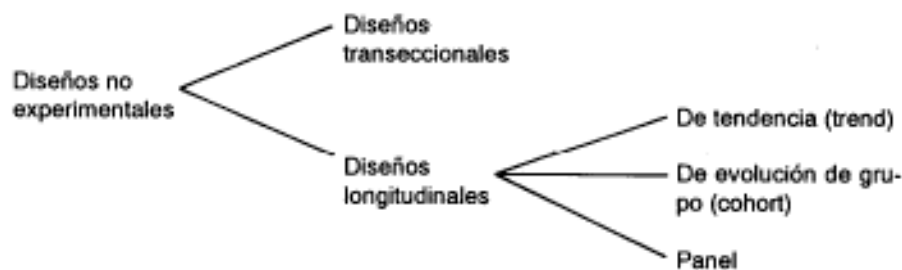 Diseños no
experimentales
Diseños
transeccionales
Diseños
longitudinales
De tendencia (trend)
De evolución de gru-
po (cohort)
Panel